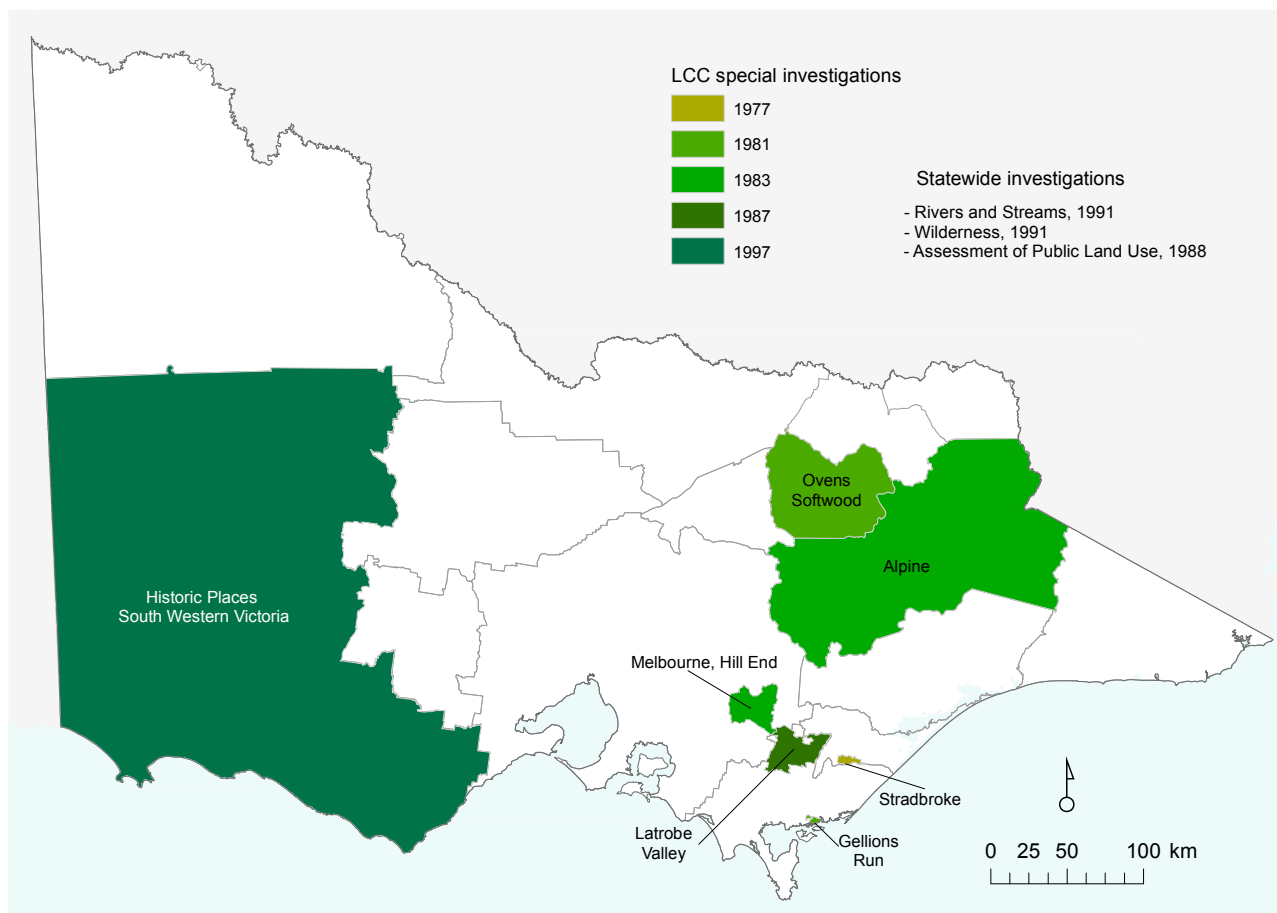 LCC special investigations
1977
1981
1983
1987
1997
Statewide investigations
- Rivers and Streams, 1991
- Wilderness, 1991
- Assessment of Public Land Use, 1988
Ovens
Softwood
Alpine
Historic Places
South Western Victoria
Melbourne, Hill End
Stradbroke
Latrobe
Valley
Gellions
Run
0 25 50 100 km